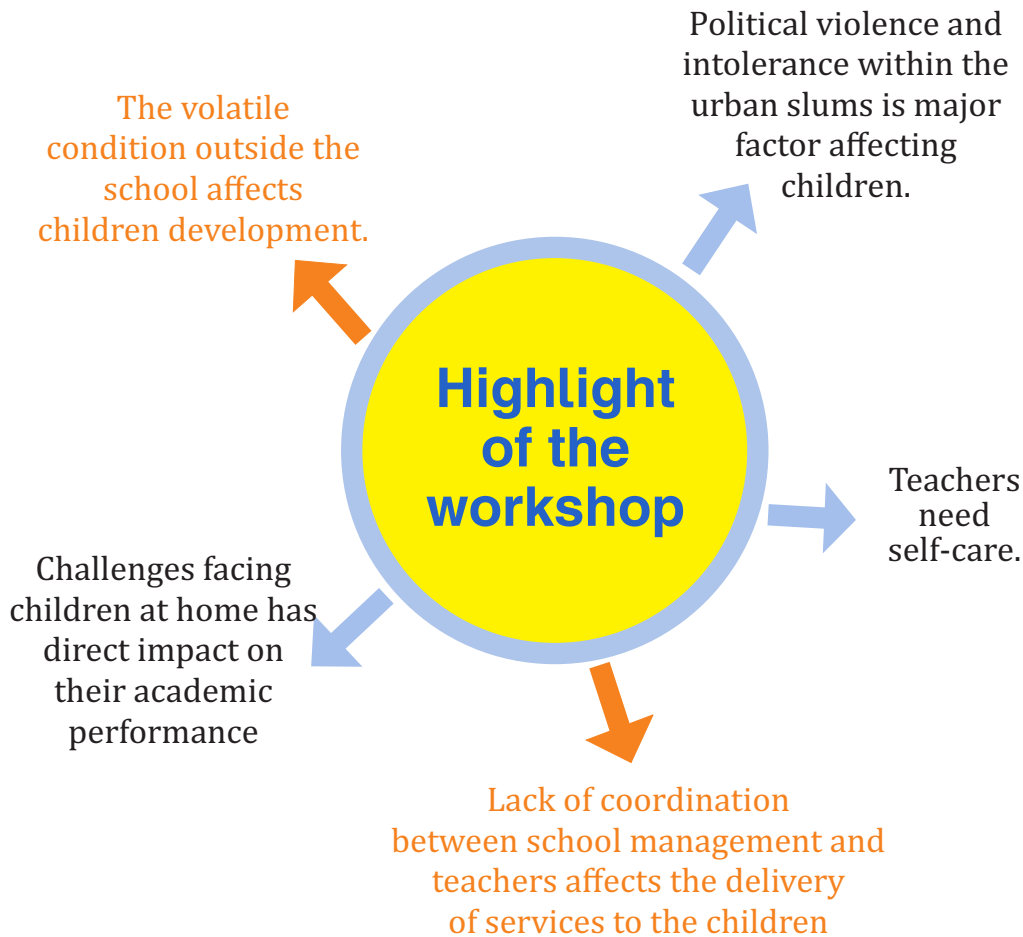 Political violence and
intolerance within the
urban slums is major
factor affecting
children.
The volatile
condition outside the
school affects
children development.
Highlight
of the
workshop
Teachers
need
self-care.
Challenges facing
children at home has
direct impact on
their academic
performance
Lack of coordination
between school management and
teachers affects the delivery
of services to the children